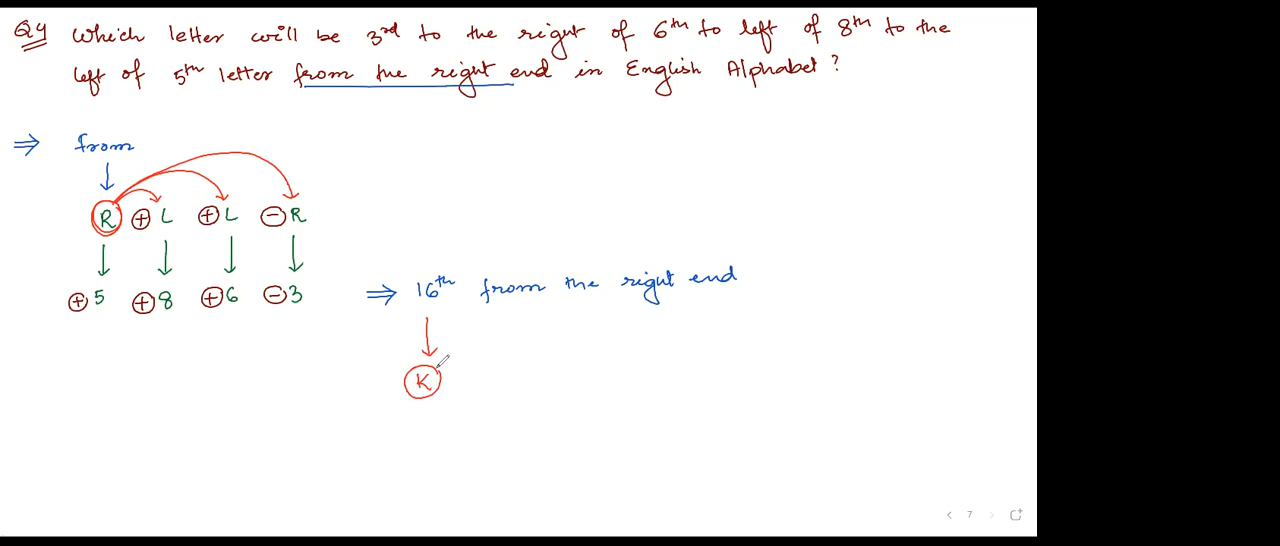 Q4 Which letter will be 3rd to the right of 6th to left of 8th to the
left of 5th letter from the right end in English Alphabet?
⇒ from
R + L + L − R
+ 5 + 8 + 6 − 3 ⇒ 16th from the right end
K
7